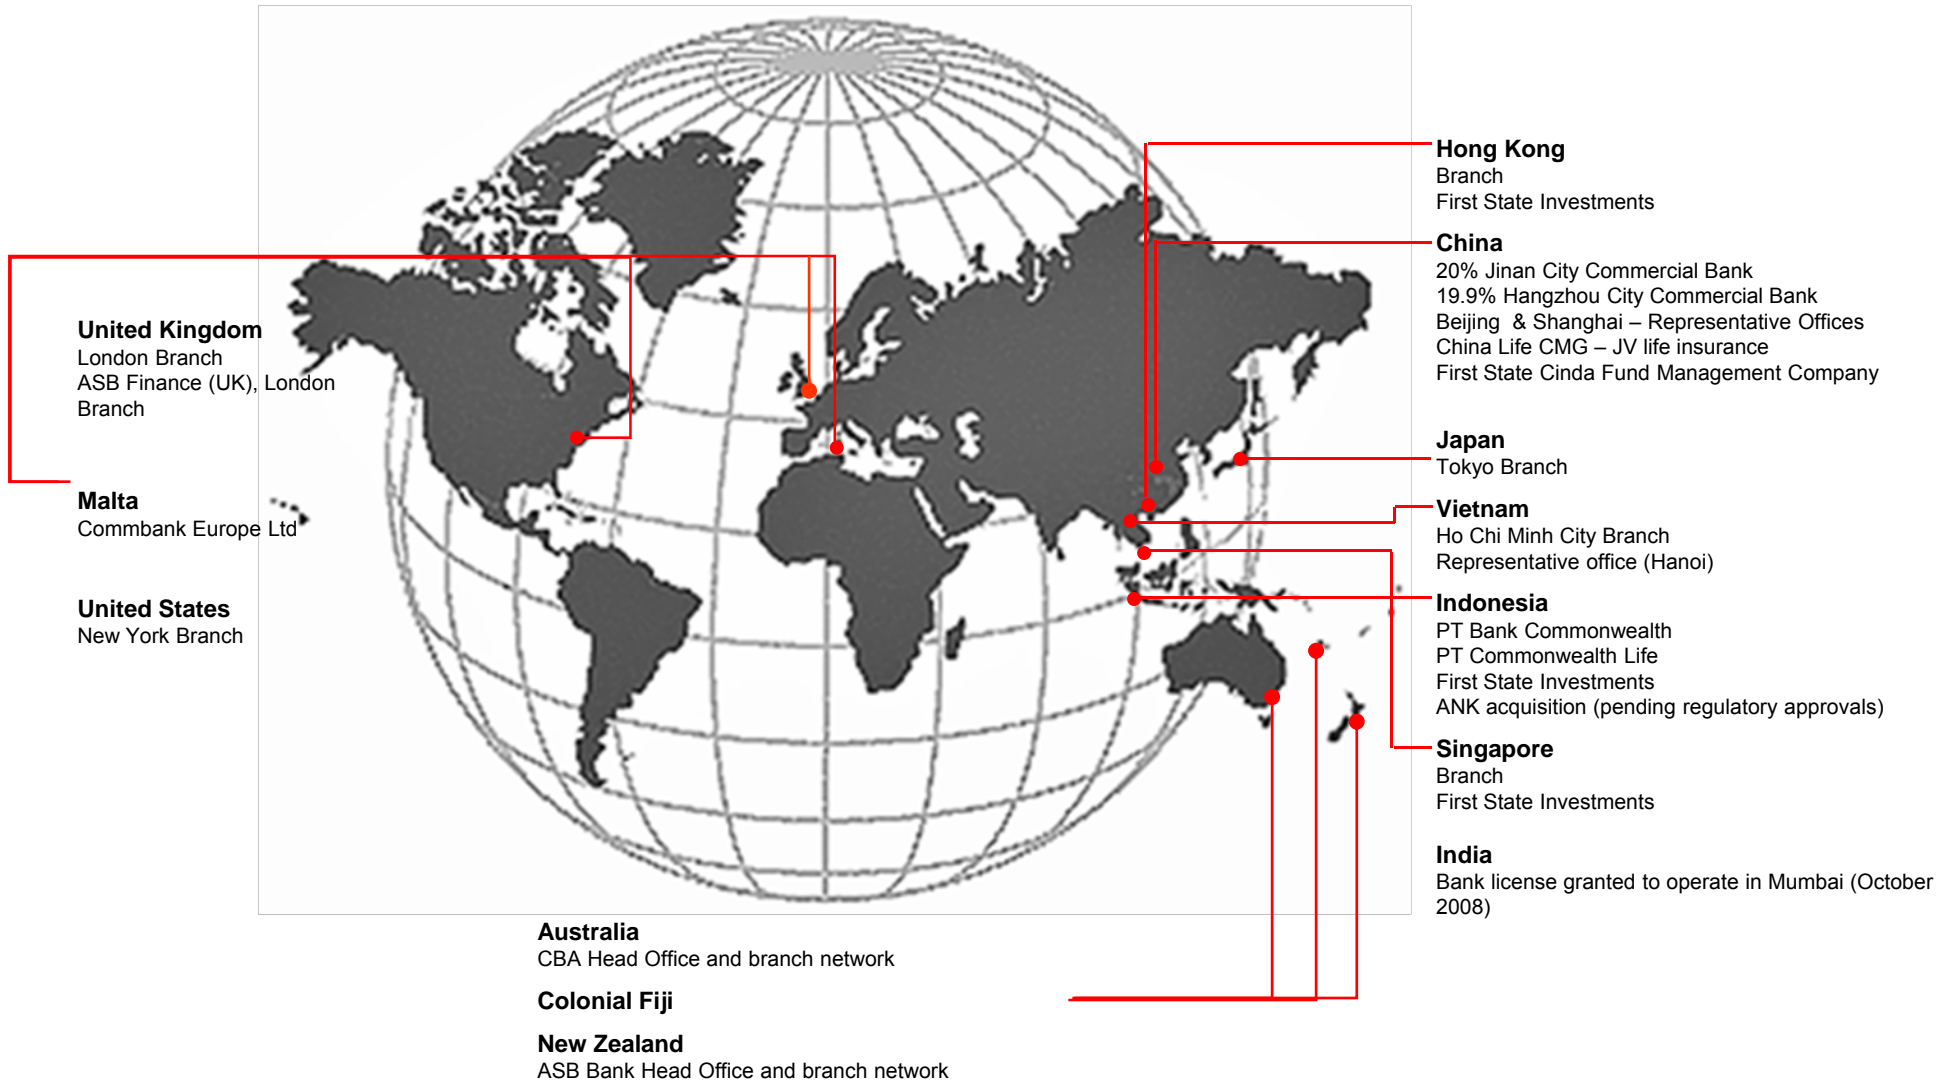 United Kingdom
London Branch
ASB Finance (UK), London
Branch
Malta
Commbank Europe Ltd
United States
New York Branch
Hong Kong
Branch
First State Investments
China
20% Jinan City Commercial Bank
19.9% Hangzhou City Commercial Bank
Beijing & Shanghai – Representative Offices
China Life CMG – JV life insurance
First State Cinda Fund Management Company
Japan
Tokyo Branch
Vietnam
Ho Chi Minh City Branch
Representative office (Hanoi)
Indonesia
PT Bank Commonwealth
PT Commonwealth Life
First State Investments
ANK acquisition (pending regulatory approvals)
Singapore
Branch
First State Investments
India
Bank license granted to operate in Mumbai (October
2008)
Australia
CBA Head Office and branch network
Colonial Fiji
New Zealand
ASB Bank Head Office and branch network